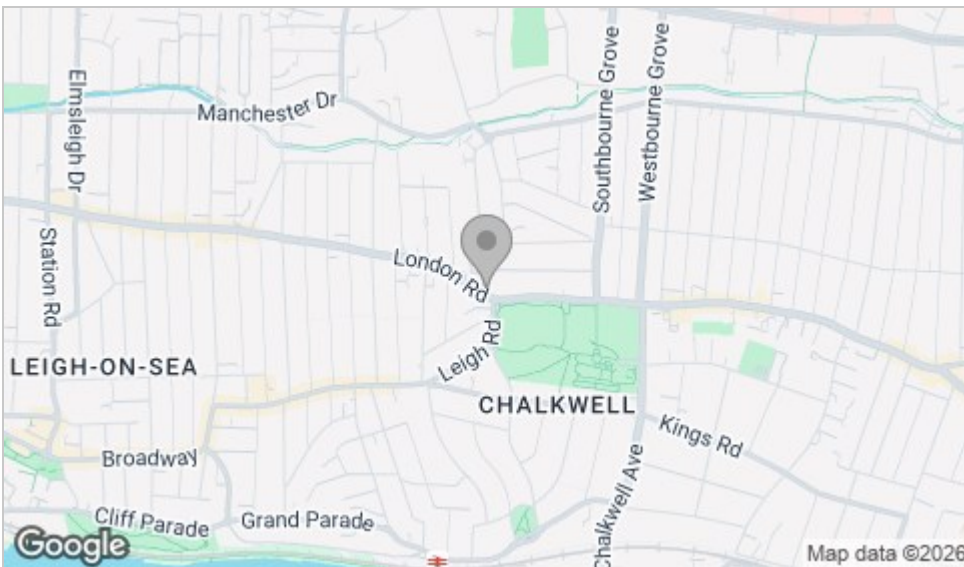 Elmsleigh Dr
Manchester Dr
Southbourne Grove
Westbourne Grove
Station Rd
London Rd
Leigh Rd
LEIGH-ON-SEA
CHALKWELL
Kings Rd
Broadway
Chalkwell Ave
Cliff Parade
Grand Parade
Google
Map data ©2026